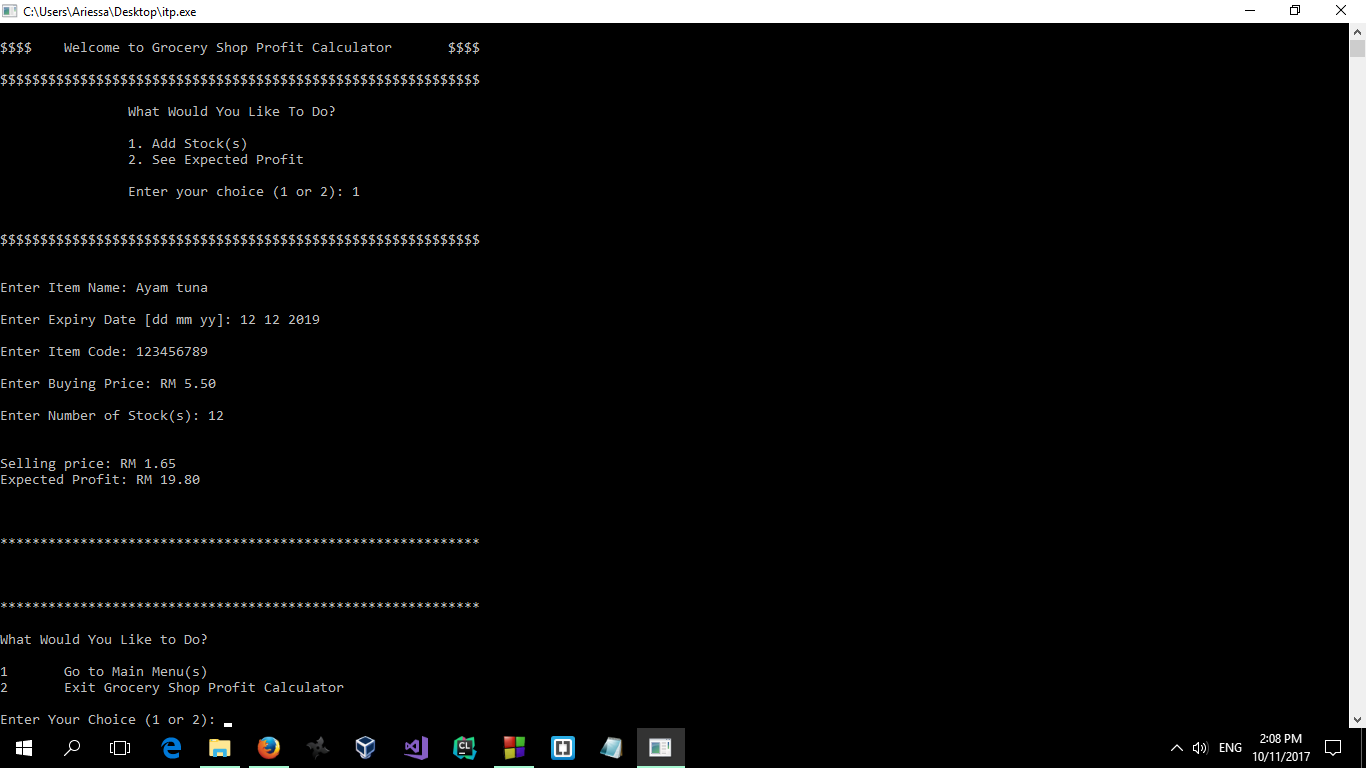 C:\Users\Ariessa\Desktop\itp.exe
$$$$    Welcome to Grocery Shop Profit Calculator       $$$$
$$$$$$$$$$$$$$$$$$$$$$$$$$$$$$$$$$$$$$$$$$$$$$$$$$$$$$$$$$$$
What Would You Like To Do?
1. Add Stock(s)
2. See Expected Profit
Enter your choice (1 or 2): 1
$$$$$$$$$$$$$$$$$$$$$$$$$$$$$$$$$$$$$$$$$$$$$$$$$$$$$$$$$$$$
Enter Item Name: Ayam tuna
Enter Expiry Date [dd mm yy]: 12 12 2019
Enter Item Code: 123456789
Enter Buying Price: RM 5.50
Enter Number of Stock(s): 12
Selling price: RM 1.65
Expected Profit: RM 19.80
************************************************************
************************************************************
What Would You Like to Do?
1       Go to Main Menu(s)
2       Exit Grocery Shop Profit Calculator
Enter Your Choice (1 or 2):
CL
ENG
2:08 PM
10/11/2017